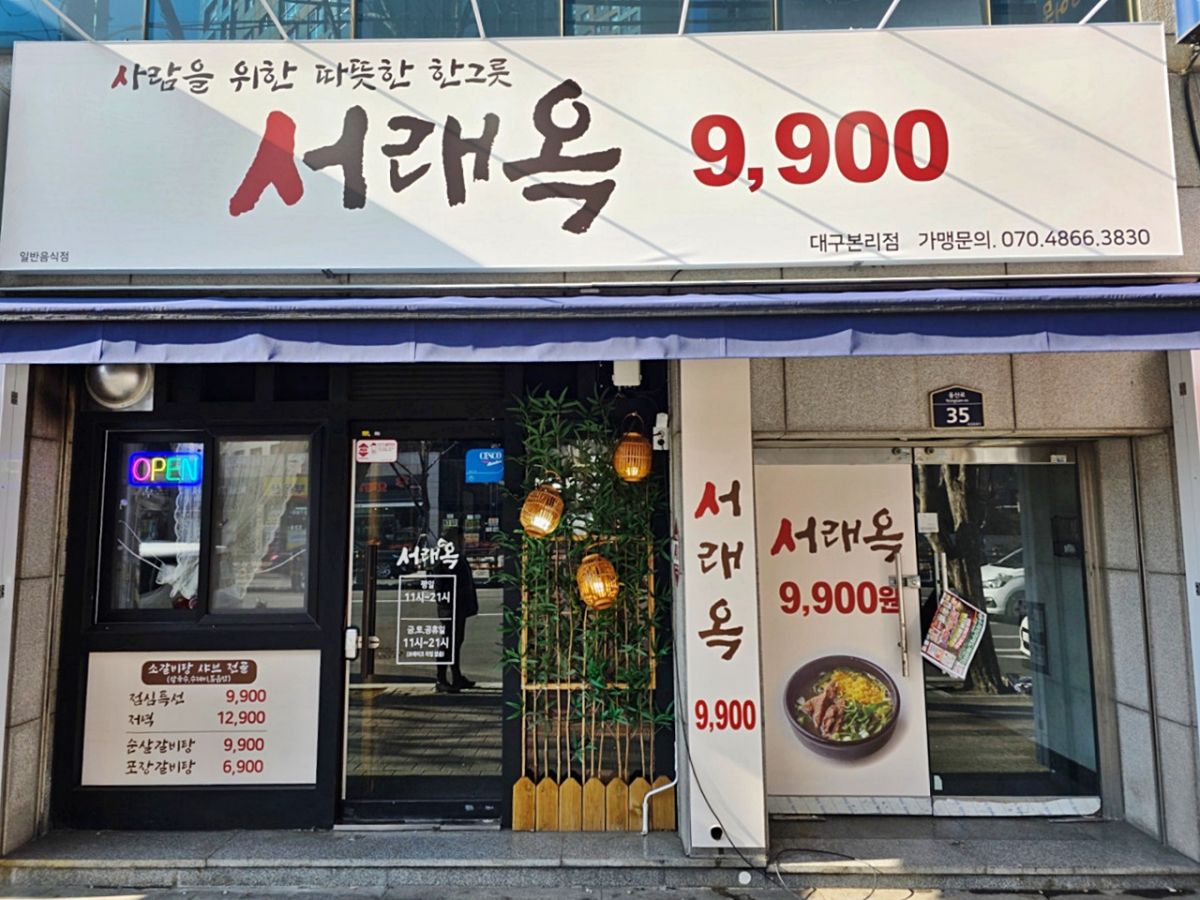 사람을 위한 따뜻한 한그릇
서래옥 9,900
일반음식점
대구본리점 가맹문의. 070.4866.3830
35
OPEN
CINCO
서래옥
평일
11시~21시
금,토,공휴일
11시~21시
소갈비탕 샤브 전골
점심특선 9,900
저녁 12,900
순살갈비탕 9,900
포장갈비탕 6,900
서래옥
9,900
서래옥
9,900원